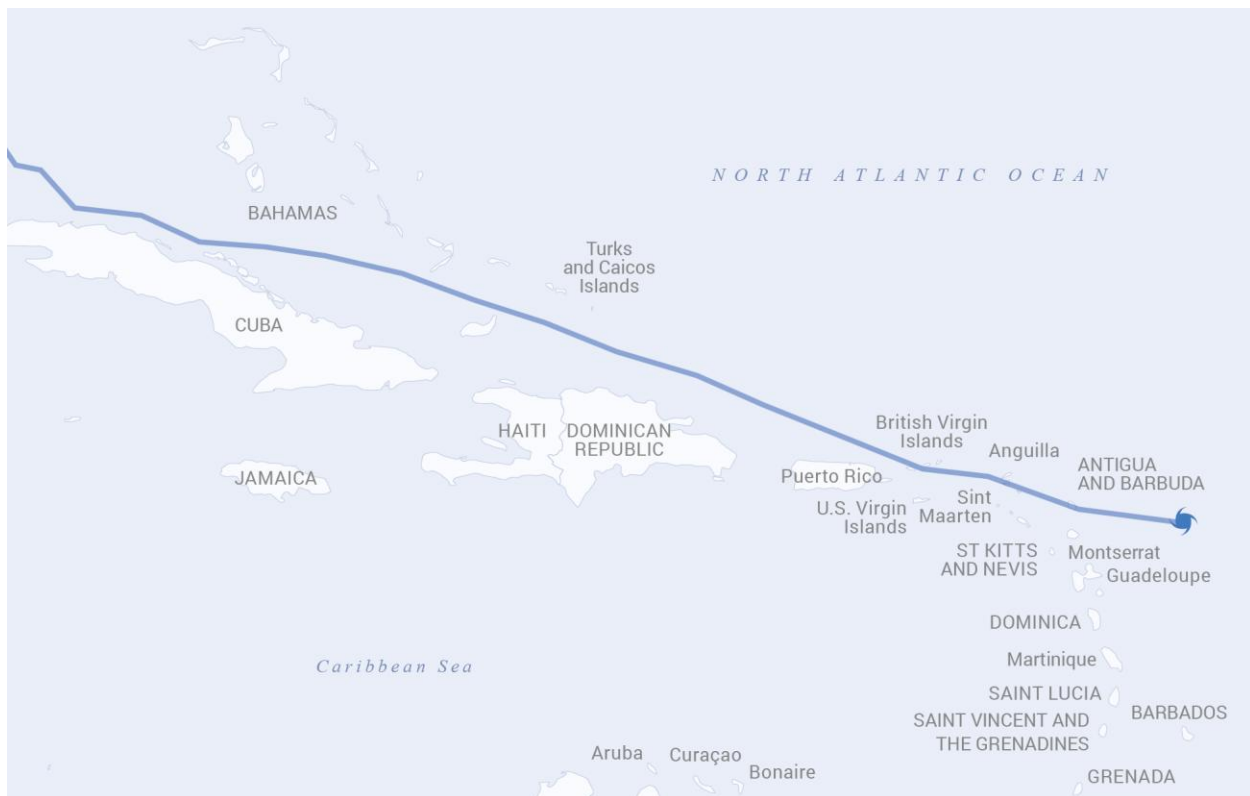 NORTH ATLANTIC OCEAN
BAHAMAS
Turks
and Caicos
Islands
CUBA
HAITI
DOMINICAN
REPUBLIC
JAMAICA
Puerto Rico
British Virgin
Islands
Anguilla
ANTIGUA
AND BARBUDA
U.S. Virgin
Islands
Sint
Maarten
ST KITTS
AND NEVIS
Montserrat
Guadeloupe
DOMINICA
Martinique
Caribbean Sea
SAINT LUCIA
BARBADOS
SAINT VINCENT AND
THE GRENADINES
Aruba
Curaçao
Bonaire
GRENADA